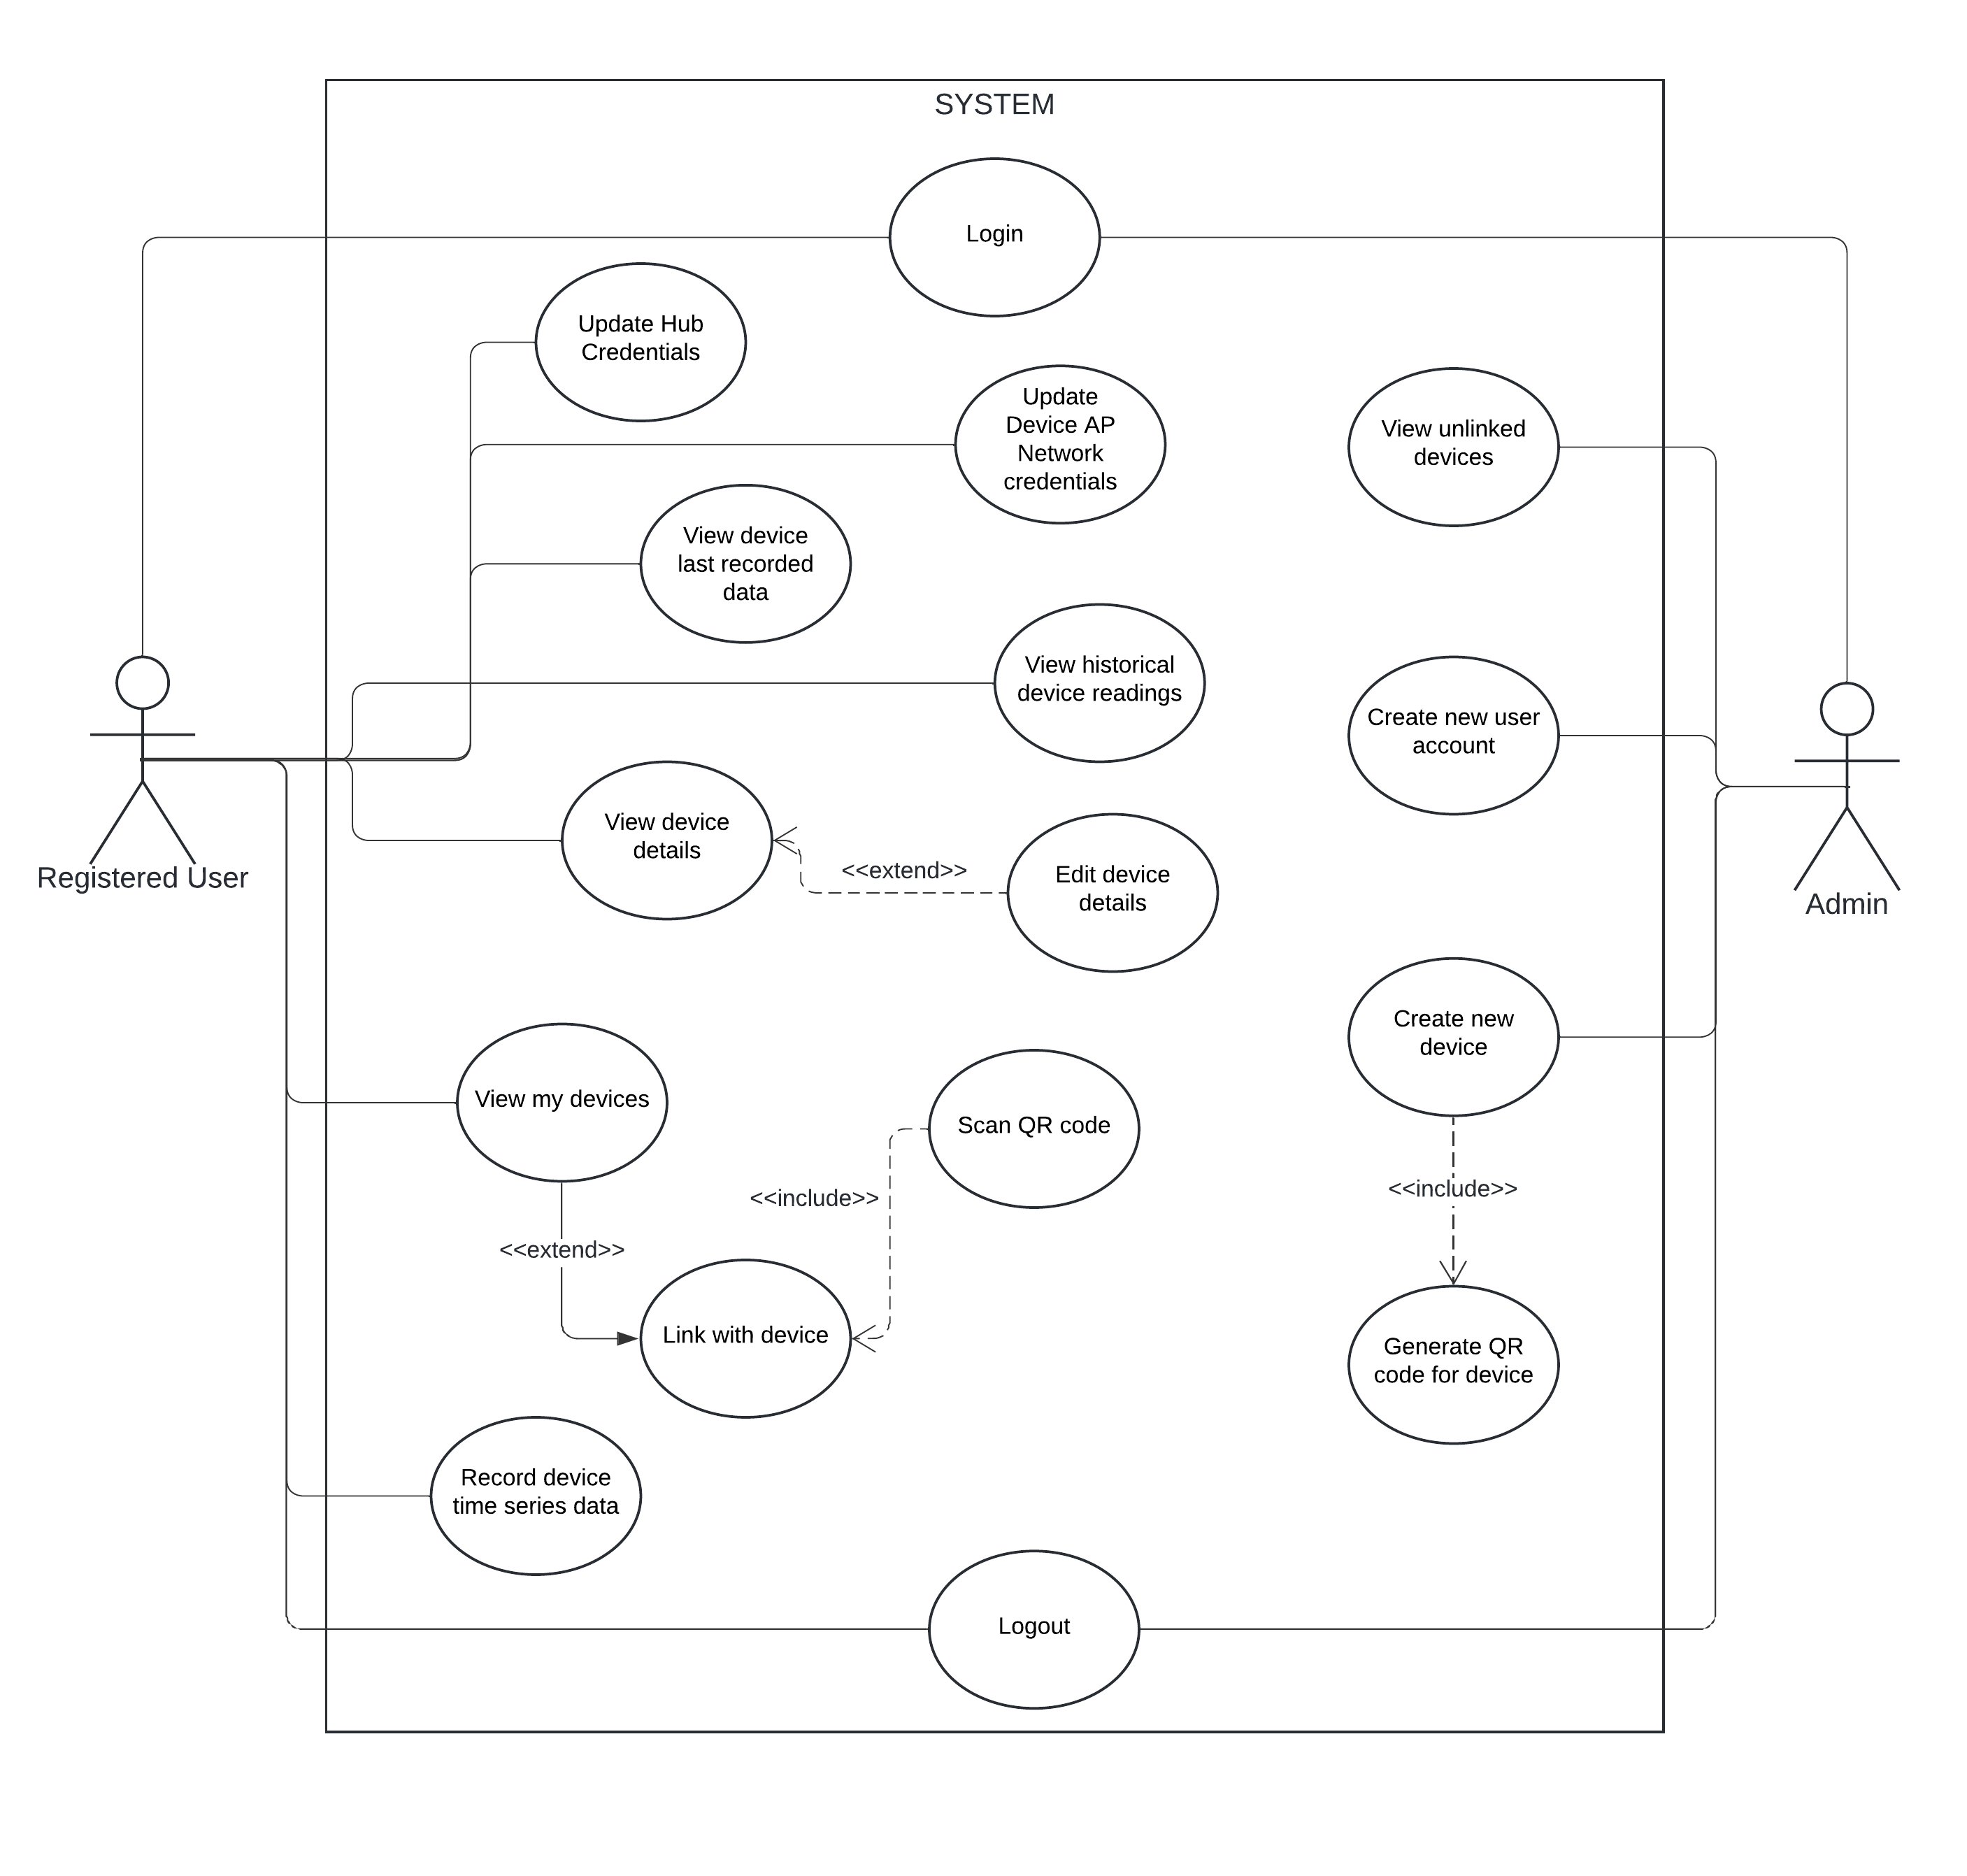 SYSTEM
Login
Update Hub
Credentials
Update
Device AP
Network
credentials
View unlinked
devices
View device
last recorded
data
View historical
device readings
Create new user
account
View device
details
<<extend>>
Edit device
details
Registered User
Admin
Create new
device
View my devices
Scan QR code
<<include>>
<<include>>
<<extend>>
Link with device
Generate QR
code for device
Record device
time series data
Logout